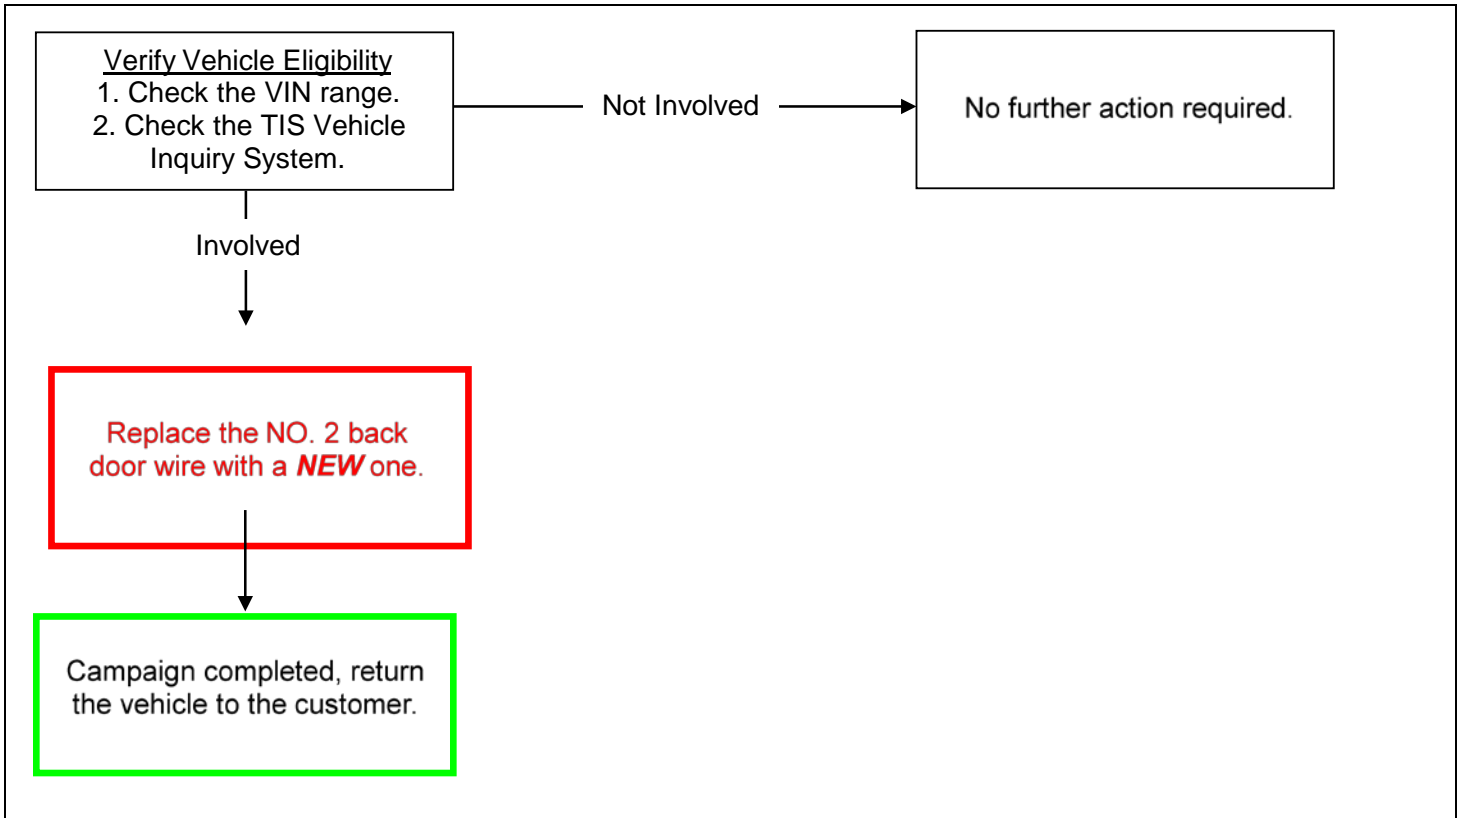 Verify Vehicle Eligibility
1. Check the VIN range.
2. Check the TIS Vehicle
Inquiry System.
Not Involved
No further action required.
Involved
Replace the NO. 2 back
door wire with a NEW one.
Campaign completed, return
the vehicle to the customer.